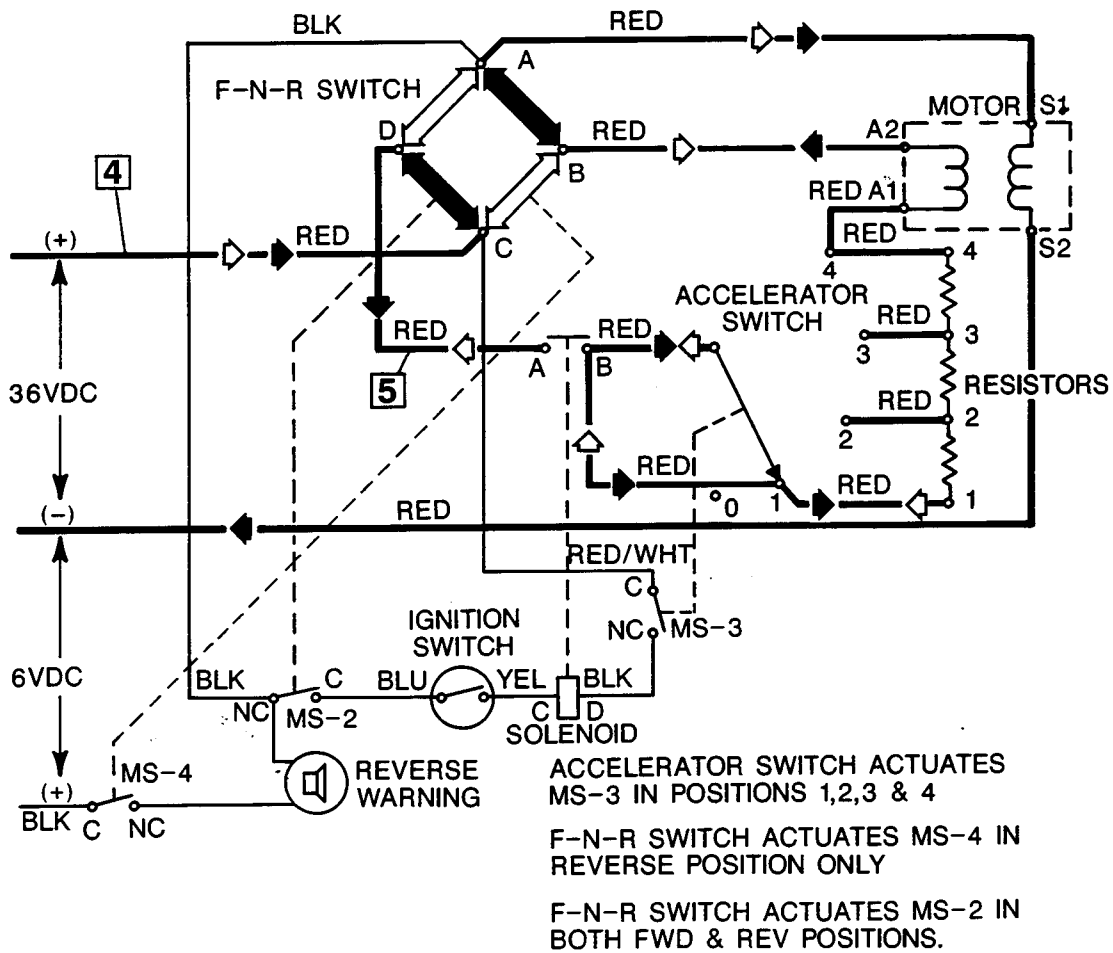 BLK
RED
A
F-N-R SWITCH
MOTOR
S1
A2
D
RED
B
4
RED A1
(+)
RED
C
RED
4
4
S2
ACCELERATOR
SWITCH
RED
RED
RED
3
3
A
B
5
36VDC
RESISTORS
RED
2
2
RED
RED
0
1
1
(-)
RED
RED/WHT
C
IGNITION
SWITCH
NC
MS-3
6VDC
BLK
C
BLU
YEL
BLK
NC
MS-2
C
D
SOLENOID
MS-4
REVERSE
WARNING
(+)
BLK
C
NC
ACCELERATOR SWITCH ACTUATES
MS-3 IN POSITIONS 1,2,3 & 4
F-N-R SWITCH ACTUATES MS-4 IN
REVERSE POSITION ONLY
F-N-R SWITCH ACTUATES MS-2 IN
BOTH FWD & REV POSITIONS.